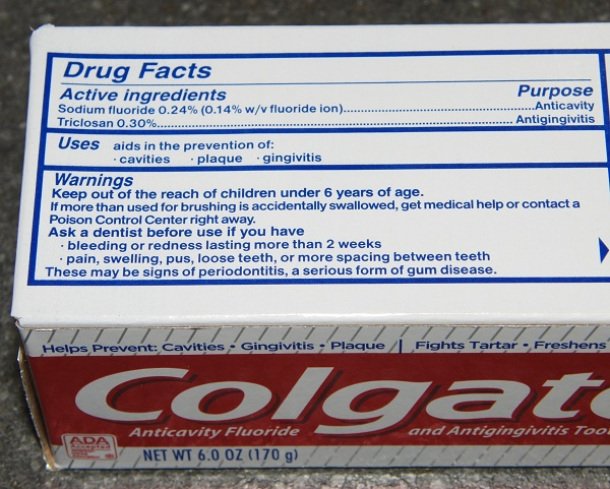 Drug Facts
Active ingredients Purpose
Sodium fluoride 0.24% (0.14% w/v fluoride ion)..........Anticavity
Triclosan 0.30%..........Antigingivitis
Uses aids in the prevention of:
· cavities · plaque · gingivitis
Warnings
Keep out of the reach of children under 6 years of age.
If more than used for brushing is accidentally swallowed, get medical help or contact a
Poison Control Center right away.
Ask a dentist before use if you have
· bleeding or redness lasting more than 2 weeks
· pain, swelling, pus, loose teeth, or more spacing between teeth
These may be signs of periodontitis, a serious form of gum disease.
Helps Prevent: Cavities • Gingivitis • Plaque | Fights Tartar • Freshens
Colgate
Anticavity Fluoride and Antigingivitis Too
ADA
Accepted
NET WT 6.0 OZ (170 g)